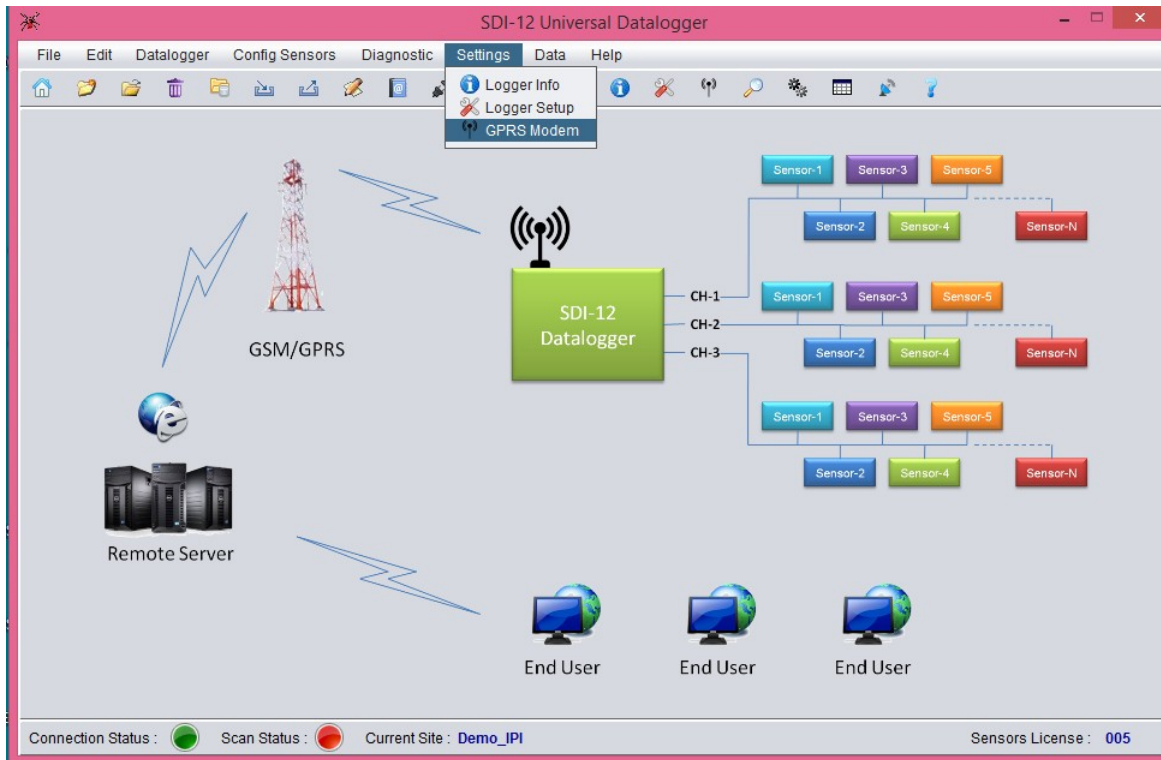 SDI-12 Universal Datalogger
File Edit Datalogger Config Sensors Diagnostic Settings Data Help
Logger Info
Logger Setup
GPRS Modem
Sensor-1 Sensor-3 Sensor-5
Sensor-2 Sensor-4 Sensor-N
SDI-12
Datalogger
CH-1
CH-2
CH-3
Sensor-1 Sensor-3 Sensor-5
Sensor-2 Sensor-4 Sensor-N
GSM/GPRS
Sensor-1 Sensor-3 Sensor-5
Sensor-2 Sensor-4 Sensor-N
Remote Server
End User End User End User
Connection Status : Scan Status : Current Site : Demo_IPI Sensors License : 005